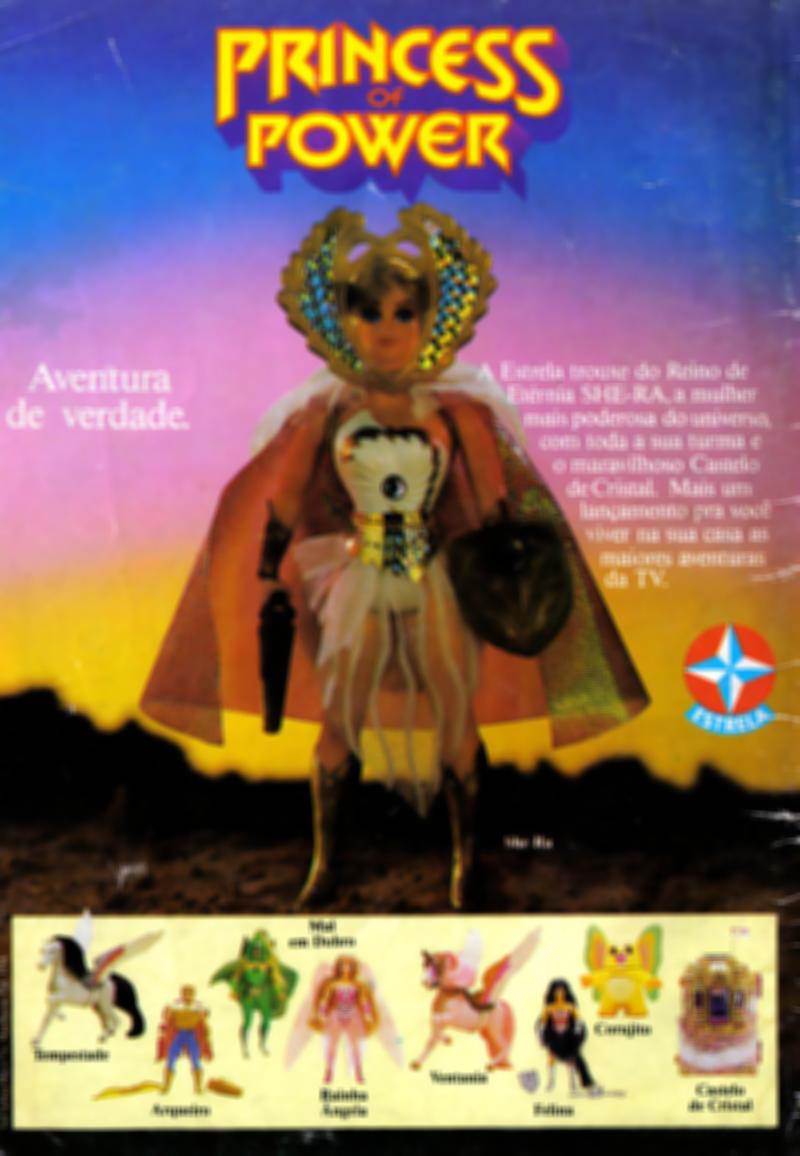 PRINCESS
OF
POWER
Aventura
de verdade.
A Estrela trouxe do Reino de
Etérnia SHE-RA, a mulher
mais poderosa do universo,
com toda a sua turma e
o maravilhoso Castelo
de Cristal. Mais um
lançamento pra você
viver na sua casa as
maiores aventuras
da TV.
ESTRELA
She-Ra
Mal
em Dobro
Tempestade
Arqueiro
Rainha
Angela
Ventania
Felina
Corujito
Castelo
de Cristal